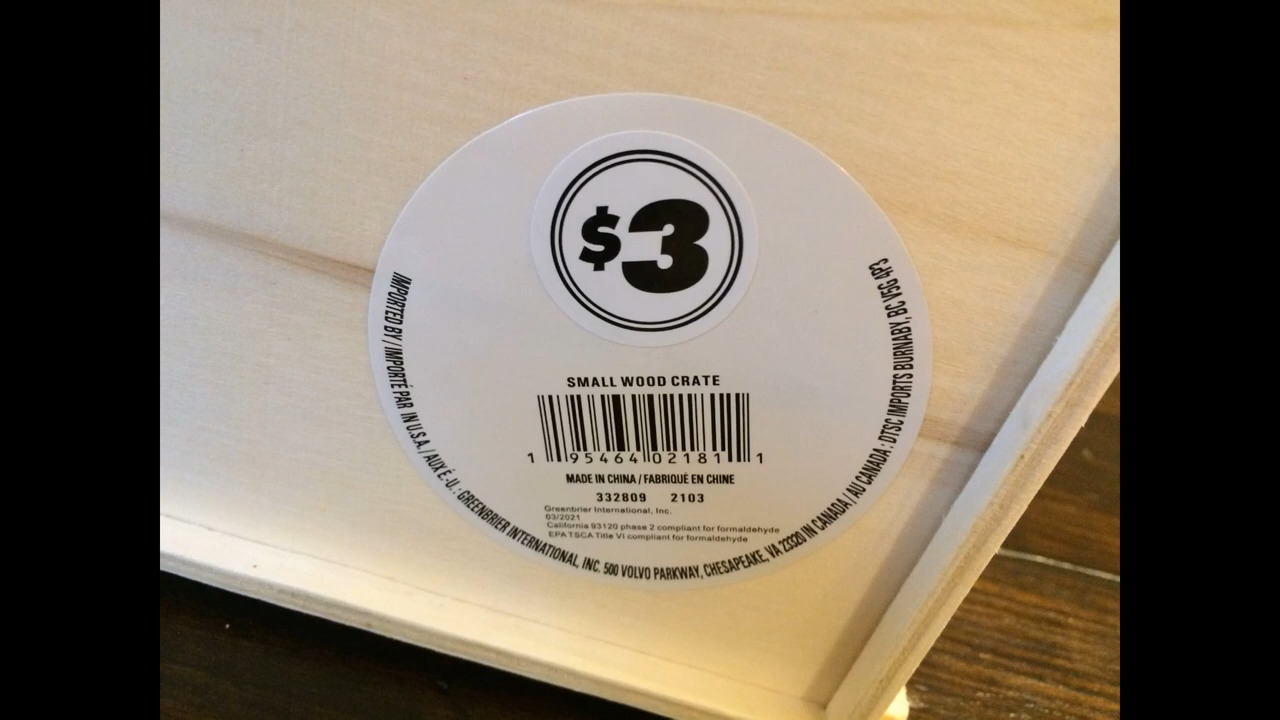 $3
SMALL WOOD CRATE
1 95464 02181 1
MADE IN CHINA / FABRIQUÉ EN CHINE
332809 2103
Greenbrier International, Inc.
03/2021
California 93120 phase 2 compliant for formaldehyde
EPA TSCA Title VI compliant for formaldehyde
IMPORTED BY / IMPORTÉ PAR IN U.S.A. / AUX É.-U. : GREENBRIER INTERNATIONAL, INC. 500 VOLVO PARKWAY, CHESAPEAKE, VA 23320 IN CANADA / AU CANADA : DTSC IMPORTS BURNABY, BC V5G 4P3